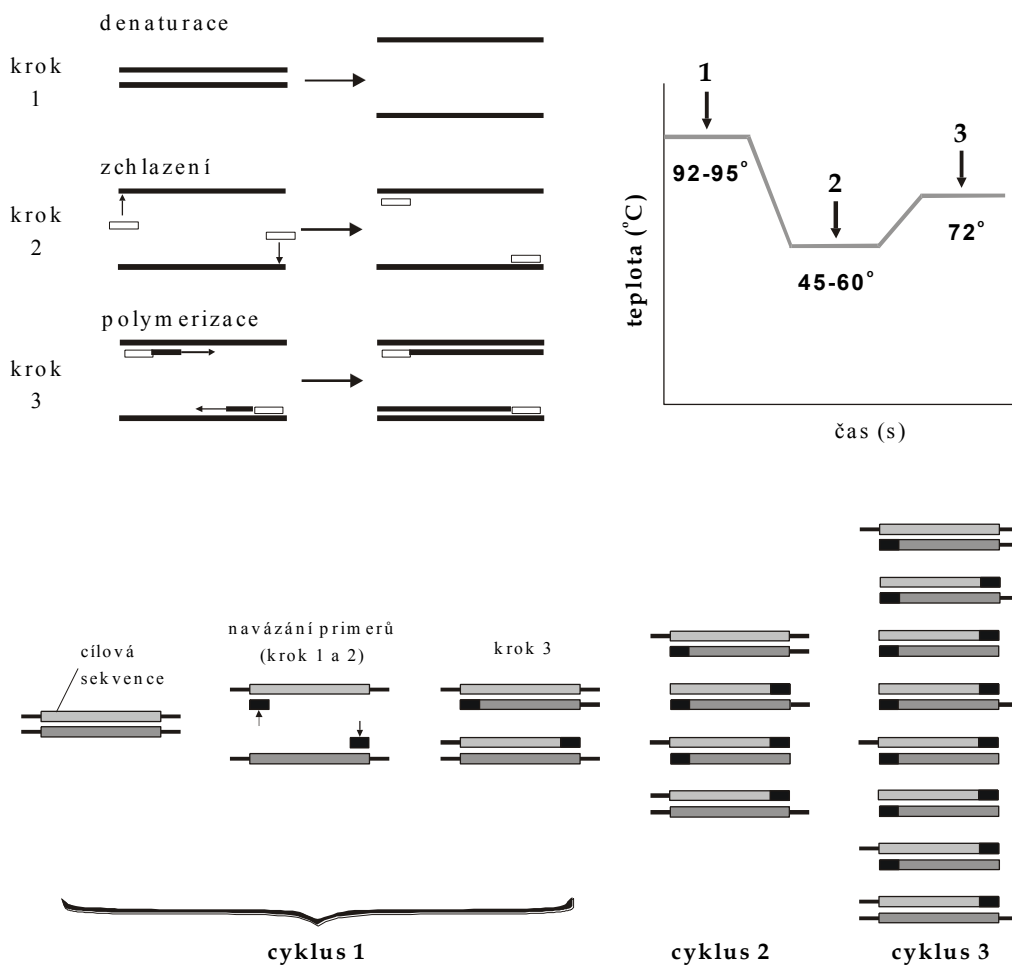 denaturace
krok
1
zchlazení
krok
2
polymerizace
krok
3
1
92-95°
2
45-60°
3
72°
teplota (°C)
čas (s)
cílová
sekvence
navázání primerů
(krok 1 a 2)
krok 3
cyklus 1
cyklus 2
cyklus 3